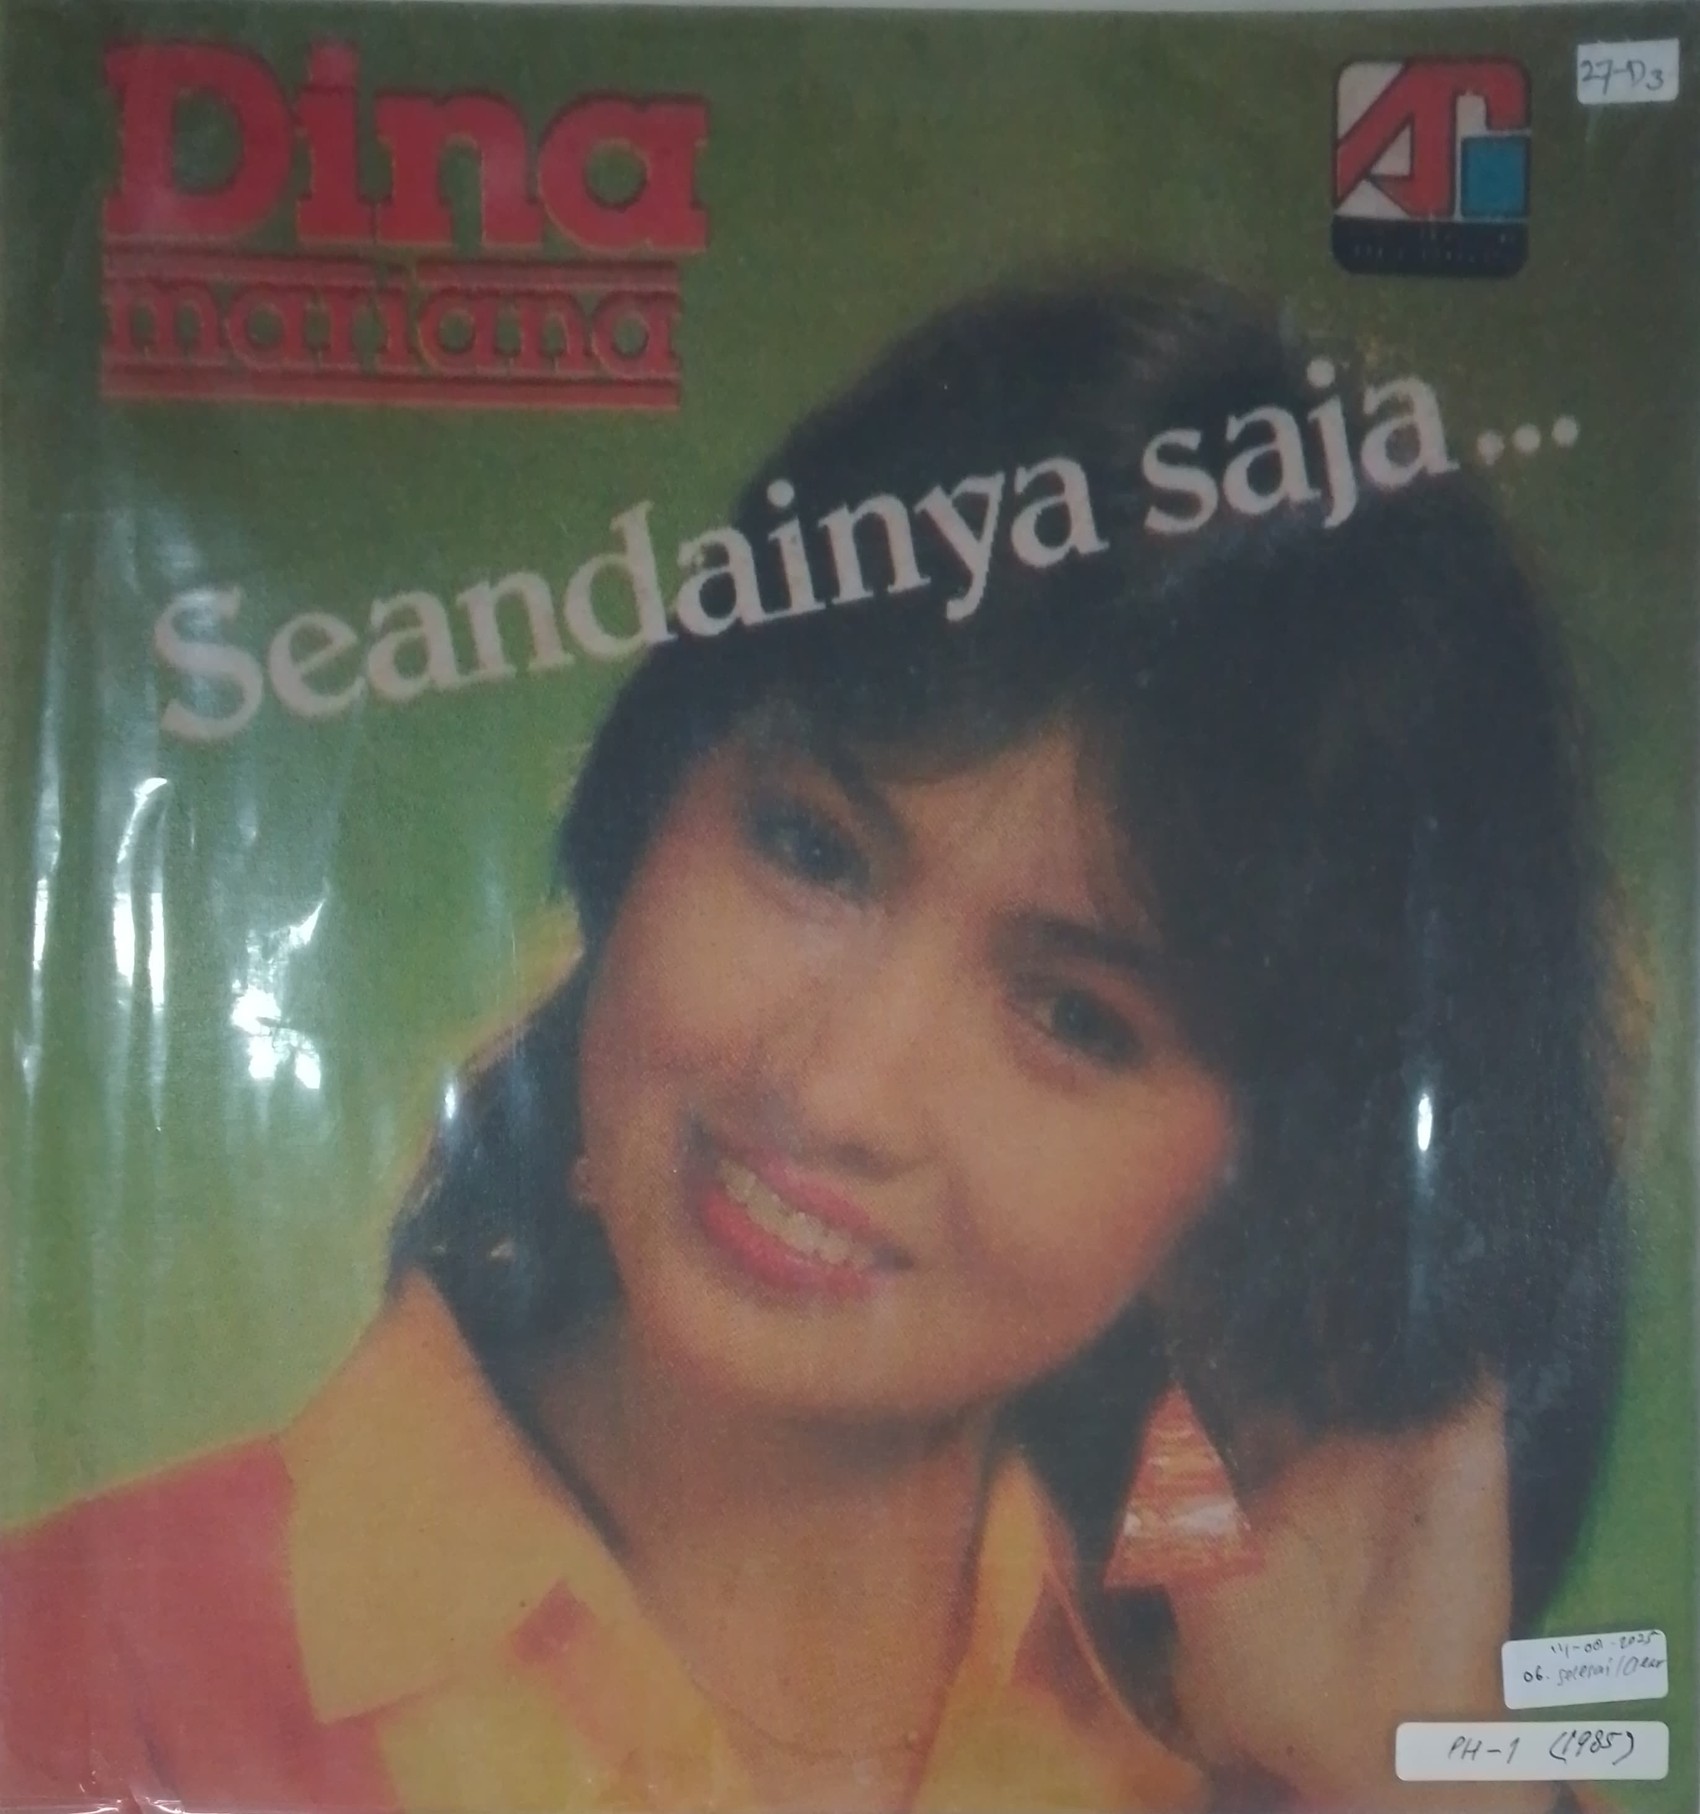 Dina
27-D3
mariana
Seandainya saja...
PH-1 (1985)